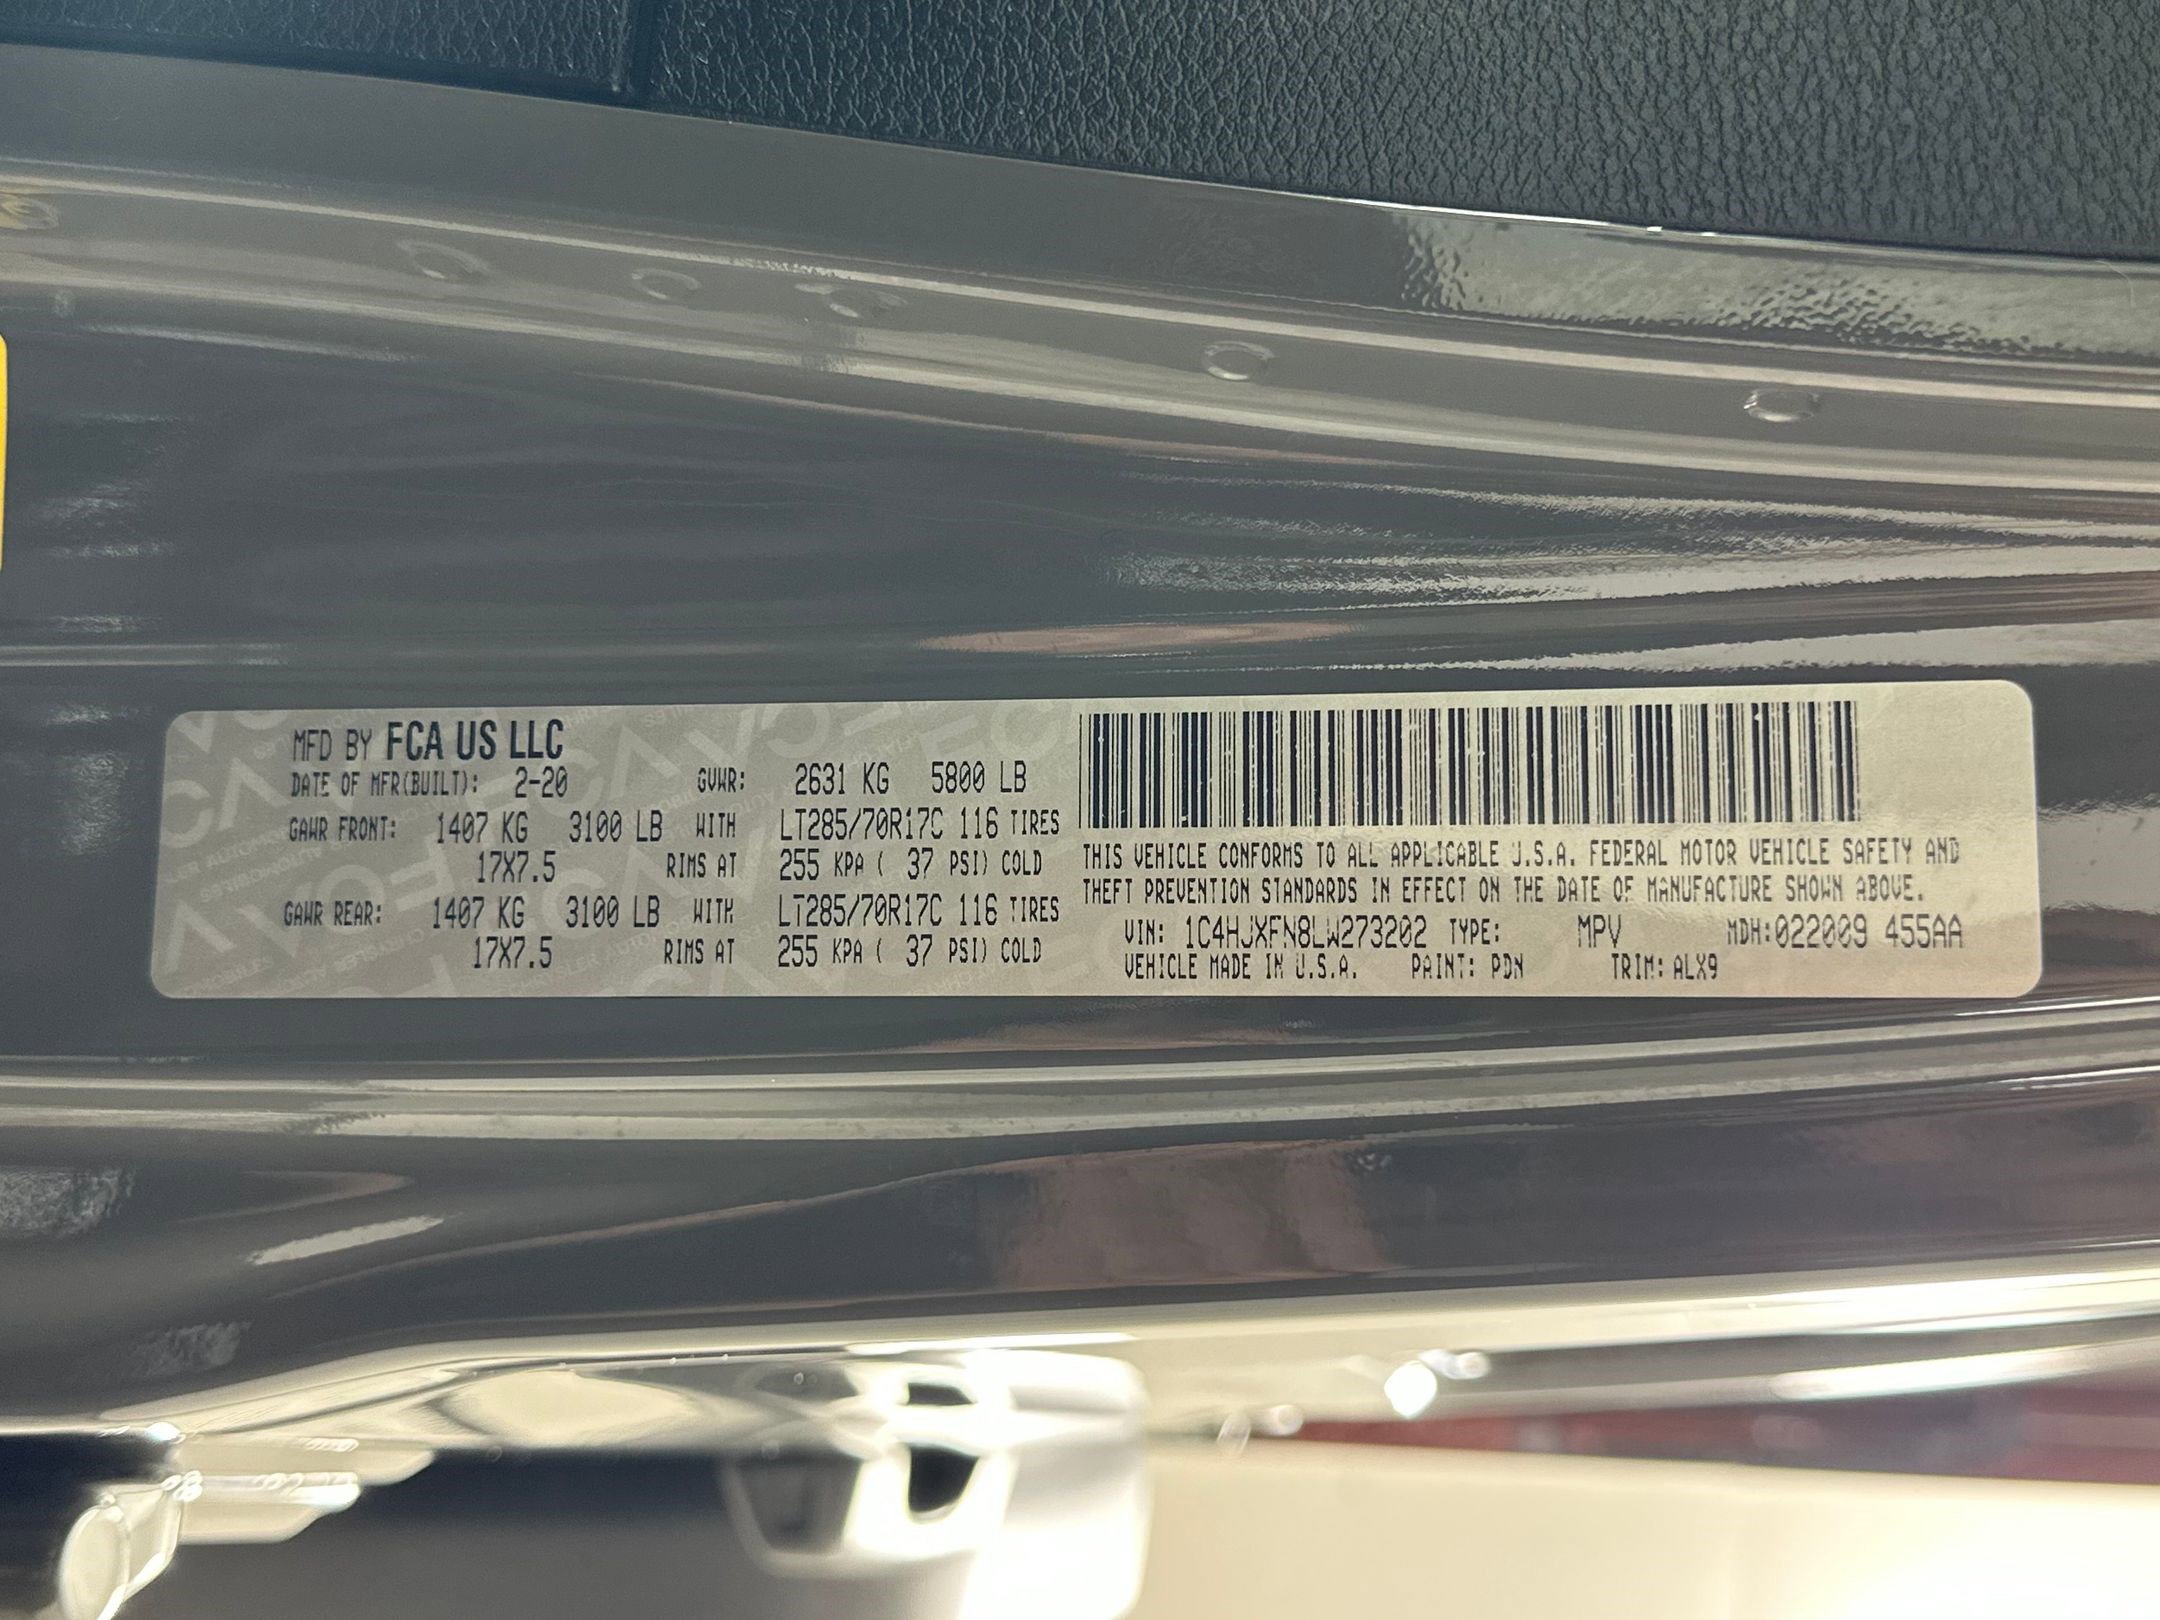 MFD BY FCA US LLC
DATE OF MFR(BUILT): 2-20 GVWR: 2631 KG 5800 LB
GAWR FRONT: 1407 KG 3100 LB WITH LT285/70R17C 116 TIRES
17X7.5 RIMS AT 255 KPA ( 37 PSI) COLD
GAWR REAR: 1407 KG 3100 LB WITH LT285/70R17C 116 TIRES
17X7.5 RIMS AT 255 KPA ( 37 PSI) COLD
THIS VEHICLE CONFORMS TO ALL APPLICABLE U.S.A. FEDERAL MOTOR VEHICLE SAFETY AND
THEFT PREVENTION STANDARDS IN EFFECT ON THE DATE OF MANUFACTURE SHOWN ABOVE.
VIN: 1C4HJXFN8LW273202 TYPE: MPV MDH:022009 455AA
VEHICLE MADE IN U.S.A. PAINT: PDN TRIM: ALX9